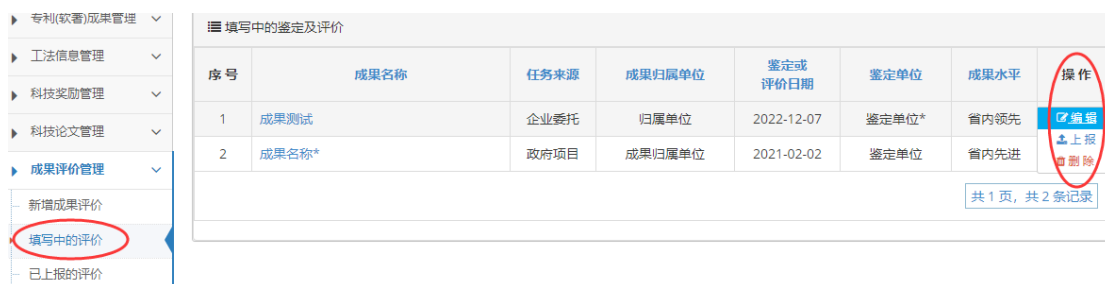 专利(软著)成果管理
工法信息管理
科技奖励管理
科技论文管理
成果评价管理
新增成果评价
填写中的评价
已上报的评价
填写中的鉴定及评价
序号 成果名称 任务来源 成果归属单位 鉴定或 鉴定单位 成果水平 操作
评价日期
1 成果测试 企业委托 归属单位 2022-12-07 鉴定单位* 省内领先 编辑
上报
2 成果名称* 政府项目 成果归属单位 2021-02-02 鉴定单位 省内先进 删除
共1页，共2条记录